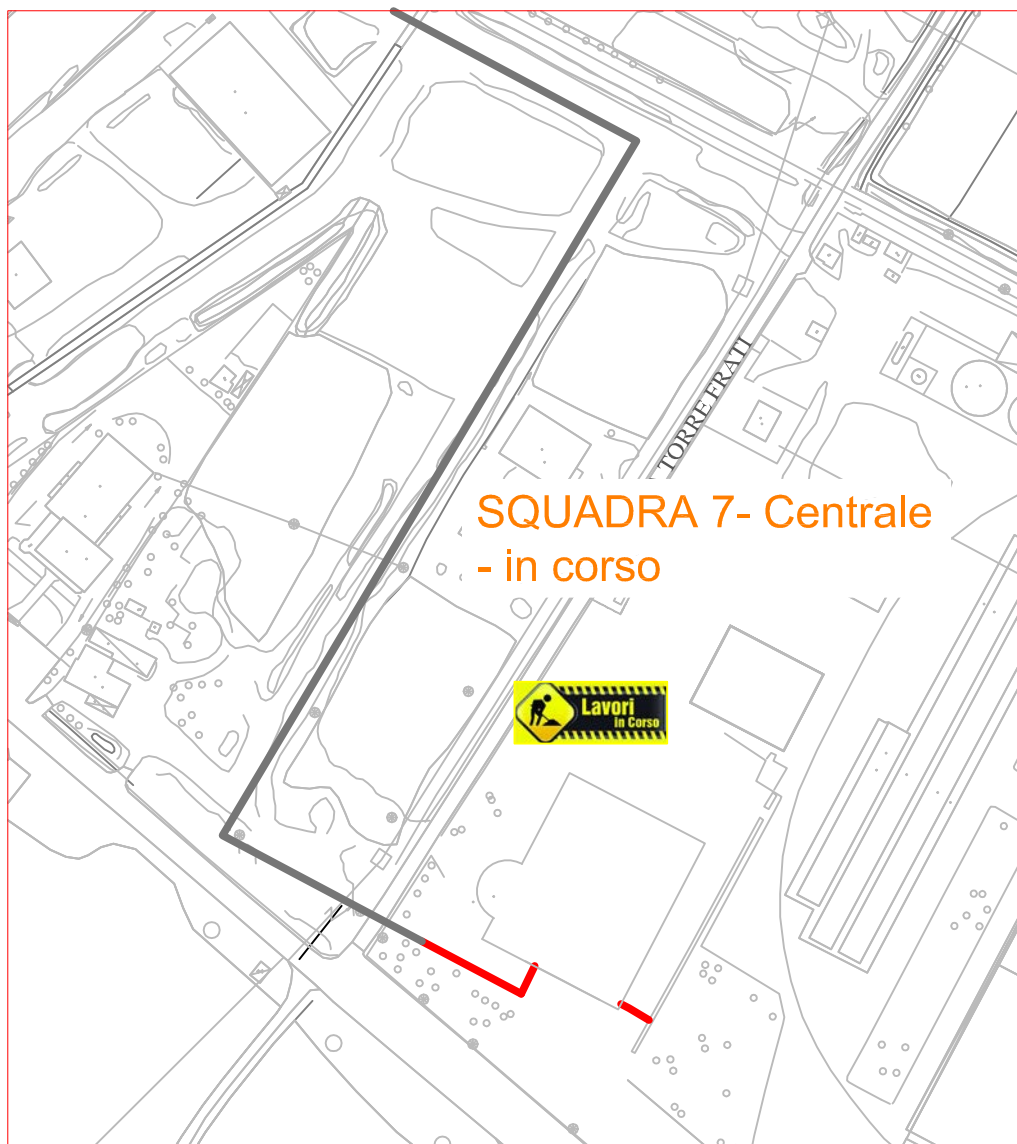 TORRE FRATI
SQUADRA 7- Centrale
- in corso
Lavori
in Corso